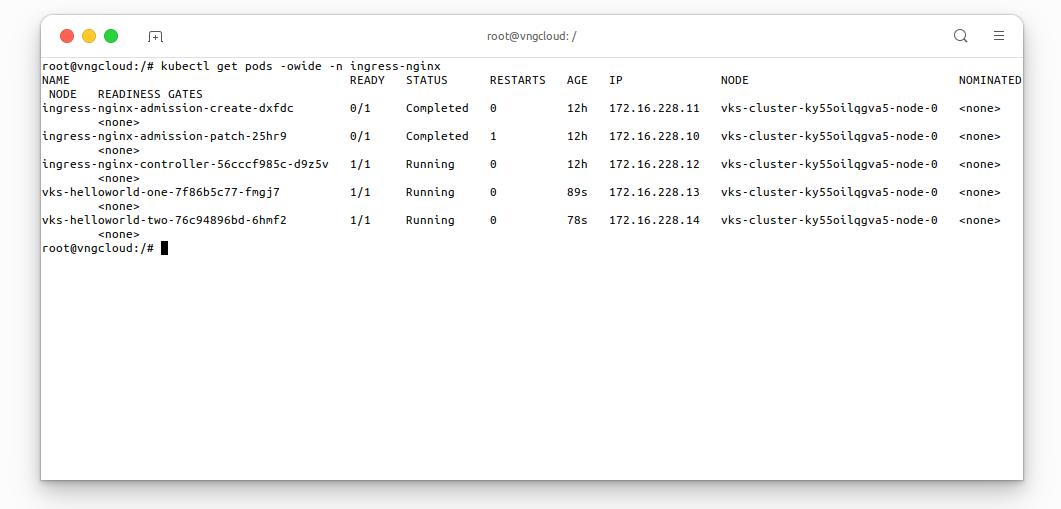 root@vngcloud: /
root@vngcloud:/# kubectl get pods -owide -n ingress-nginx
NAME                                        READY   STATUS      RESTARTS   AGE   IP              NODE                              NOMINATED
 NODE   READINESS GATES
ingress-nginx-admission-create-dxfdc        0/1     Completed   0          12h   172.16.228.11   vks-cluster-ky55oilqgva5-node-0   <none>
        <none>
ingress-nginx-admission-patch-25hr9         0/1     Completed   1          12h   172.16.228.10   vks-cluster-ky55oilqgva5-node-0   <none>
        <none>
ingress-nginx-controller-56cccf985c-d9z5v   1/1     Running     0          12h   172.16.228.12   vks-cluster-ky55oilqgva5-node-0   <none>
        <none>
vks-helloworld-one-7f86b5c77-fmgj7          1/1     Running     0          89s   172.16.228.13   vks-cluster-ky55oilqgva5-node-0   <none>
        <none>
vks-helloworld-two-76c94896bd-6hmf2         1/1     Running     0          78s   172.16.228.14   vks-cluster-ky55oilqgva5-node-0   <none>
        <none>
root@vngcloud:/#